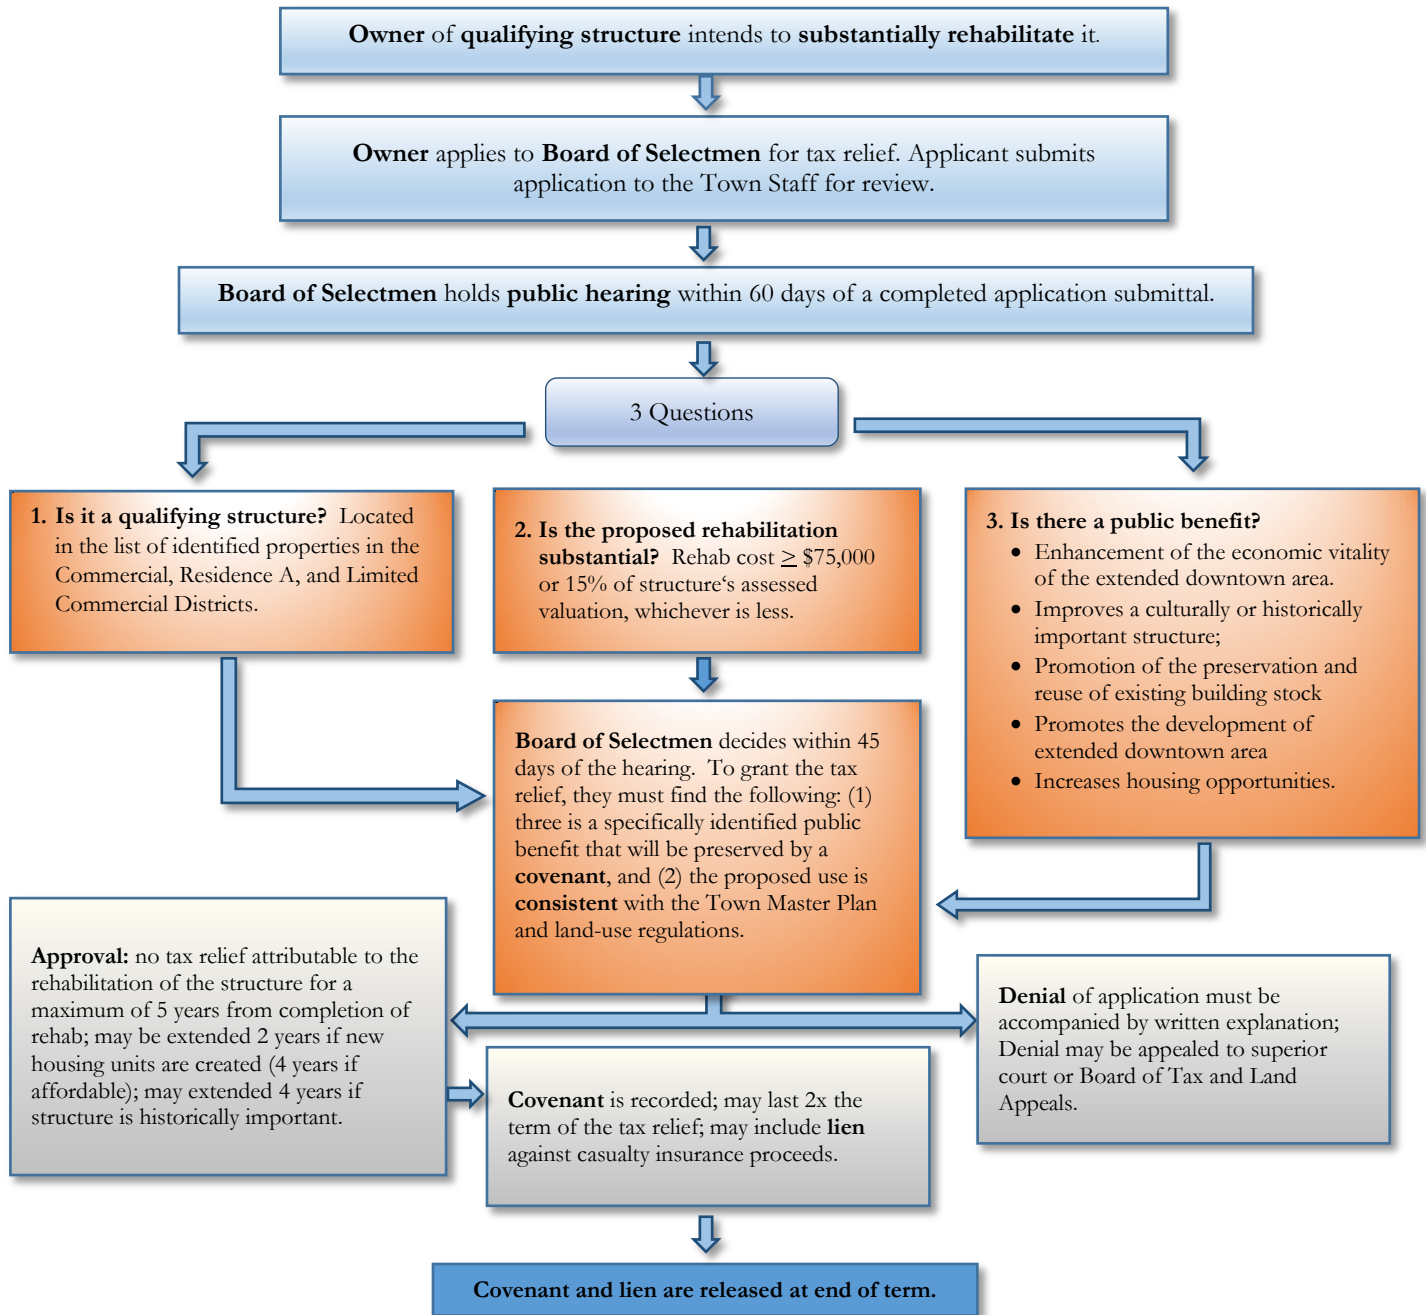 Owner of qualifying structure intends to substantially rehabilitate it.
Owner applies to Board of Selectmen for tax relief. Applicant submits
application to the Town Staff for review.
Board of Selectmen holds public hearing within 60 days of a completed application submittal.
3 Questions
1. Is it a qualifying structure? Located
in the list of identified properties in the
Commercial, Residence A, and Limited
Commercial Districts.
2. Is the proposed rehabilitation
substantial? Rehab cost ≥ $75,000
or 15% of structure‘s assessed
valuation, whichever is less.
3. Is there a public benefit?
• Enhancement of the economic vitality
of the extended downtown area.
• Improves a culturally or historically
important structure;
• Promotion of the preservation and
reuse of existing building stock
• Promotes the development of
extended downtown area
• Increases housing opportunities.
Board of Selectmen decides within 45
days of the hearing. To grant the tax
relief, they must find the following: (1)
three is a specifically identified public
benefit that will be preserved by a
covenant, and (2) the proposed use is
consistent with the Town Master Plan
and land-use regulations.
Approval: no tax relief attributable to the
rehabilitation of the structure for a
maximum of 5 years from completion of
rehab; may be extended 2 years if new
housing units are created (4 years if
affordable); may extended 4 years if
structure is historically important.
Denial of application must be
accompanied by written explanation;
Denial may be appealed to superior
court or Board of Tax and Land
Appeals.
Covenant is recorded; may last 2x the
term of the tax relief; may include lien
against casualty insurance proceeds.
Covenant and lien are released at end of term.